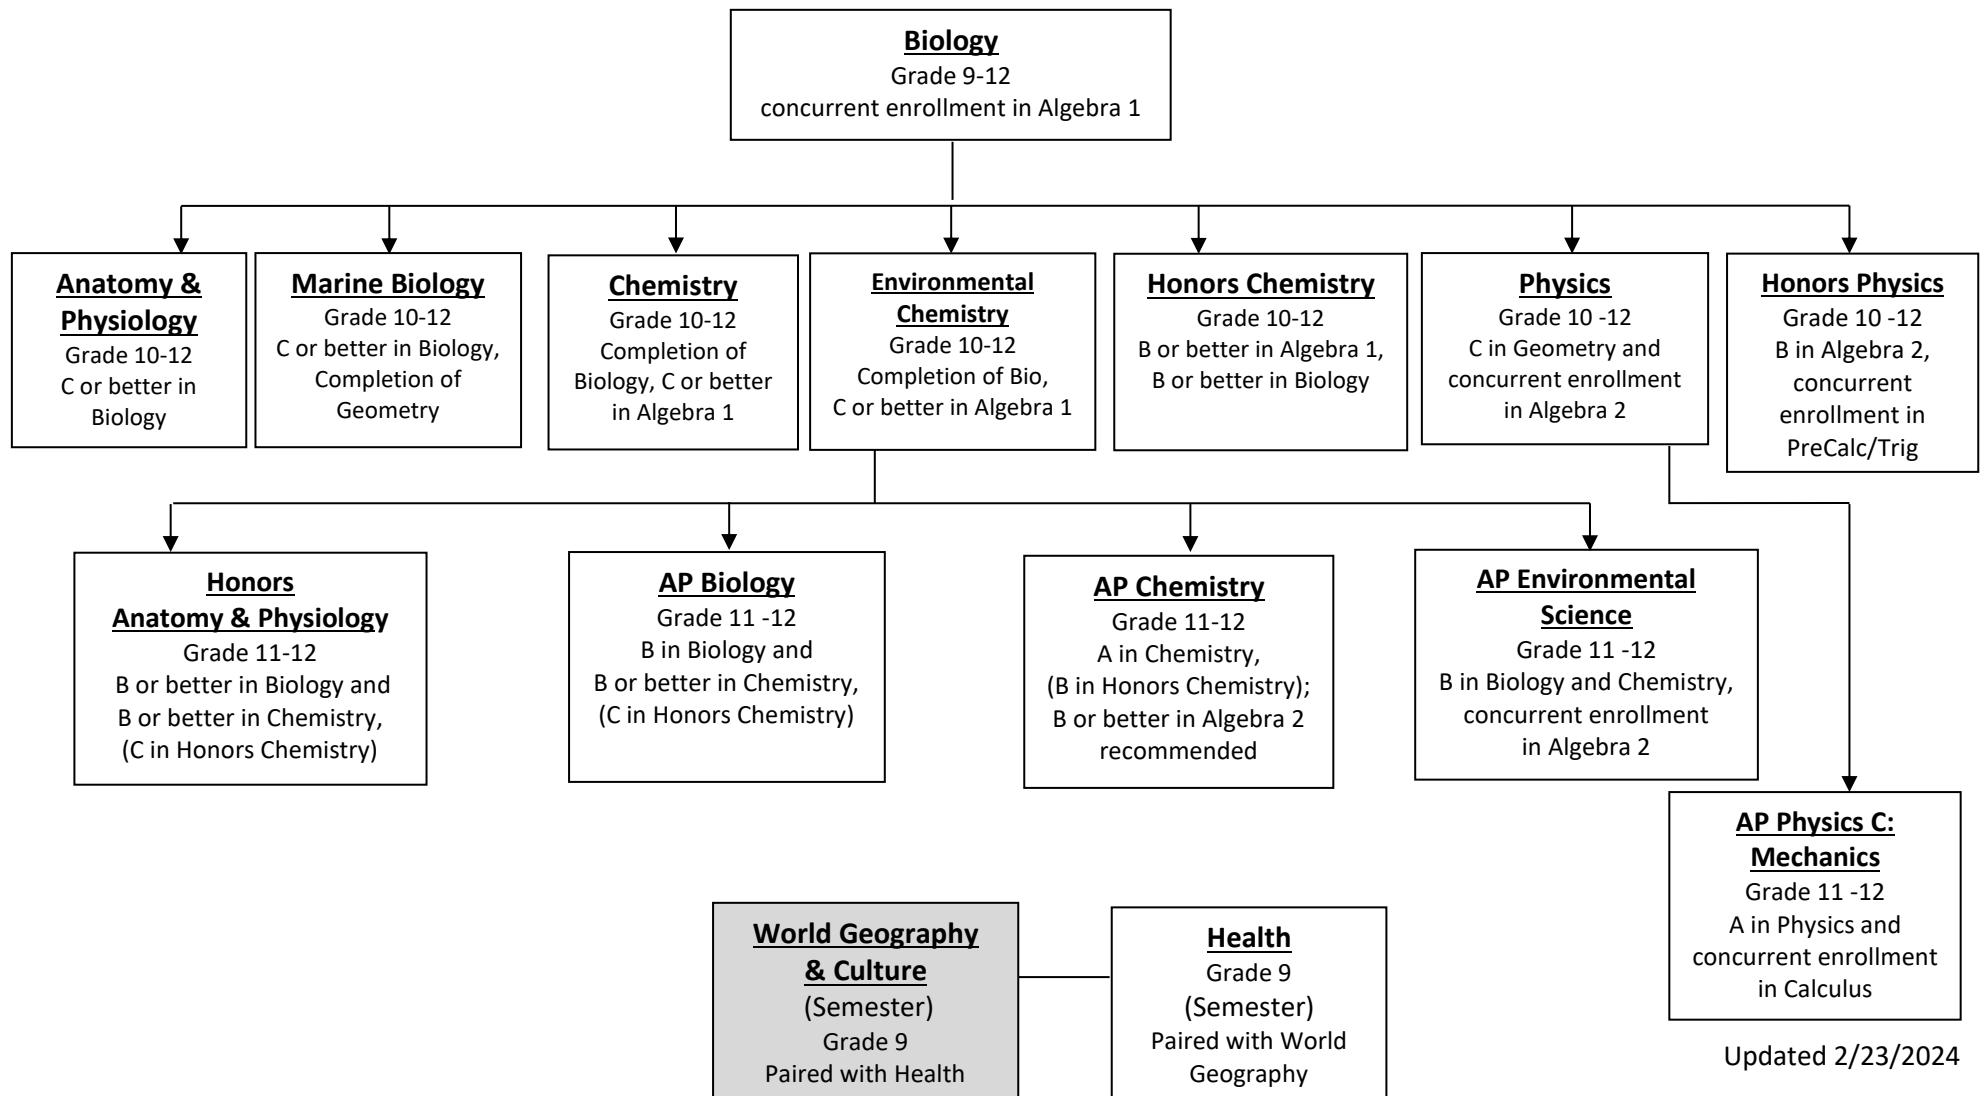 Biology
Grade 9-12
concurrent enrollment in Algebra 1
Anatomy &
Physiology
Grade 10-12
C or better in
Biology
Marine Biology
Grade 10-12
C or better in Biology,
Completion of
Geometry
Chemistry
Grade 10-12
Completion of
Biology, C or better
in Algebra 1
Environmental
Chemistry
Grade 10-12
Completion of Bio,
C or better in Algebra 1
Honors Chemistry
Grade 10-12
B or better in Algebra 1,
B or better in Biology
Physics
Grade 10 -12
C in Geometry and
concurrent enrollment
in Algebra 2
Honors Physics
Grade 10 -12
B in Algebra 2,
concurrent
enrollment in
PreCalc/Trig
Honors
Anatomy & Physiology
Grade 11-12
B or better in Biology and
B or better in Chemistry,
(C in Honors Chemistry)
AP Biology
Grade 11 -12
B in Biology and
B or better in Chemistry,
(C in Honors Chemistry)
AP Chemistry
Grade 11-12
A in Chemistry,
(B in Honors Chemistry);
B or better in Algebra 2
recommended
AP Environmental
Science
Grade 11 -12
B in Biology and Chemistry,
concurrent enrollment
in Algebra 2
AP Physics C:
Mechanics
Grade 11 -12
A in Physics and
concurrent enrollment
in Calculus
World Geography
& Culture
(Semester)
Grade 9
Paired with Health
Health
Grade 9
(Semester)
Paired with World
Geography
Updated 2/23/2024